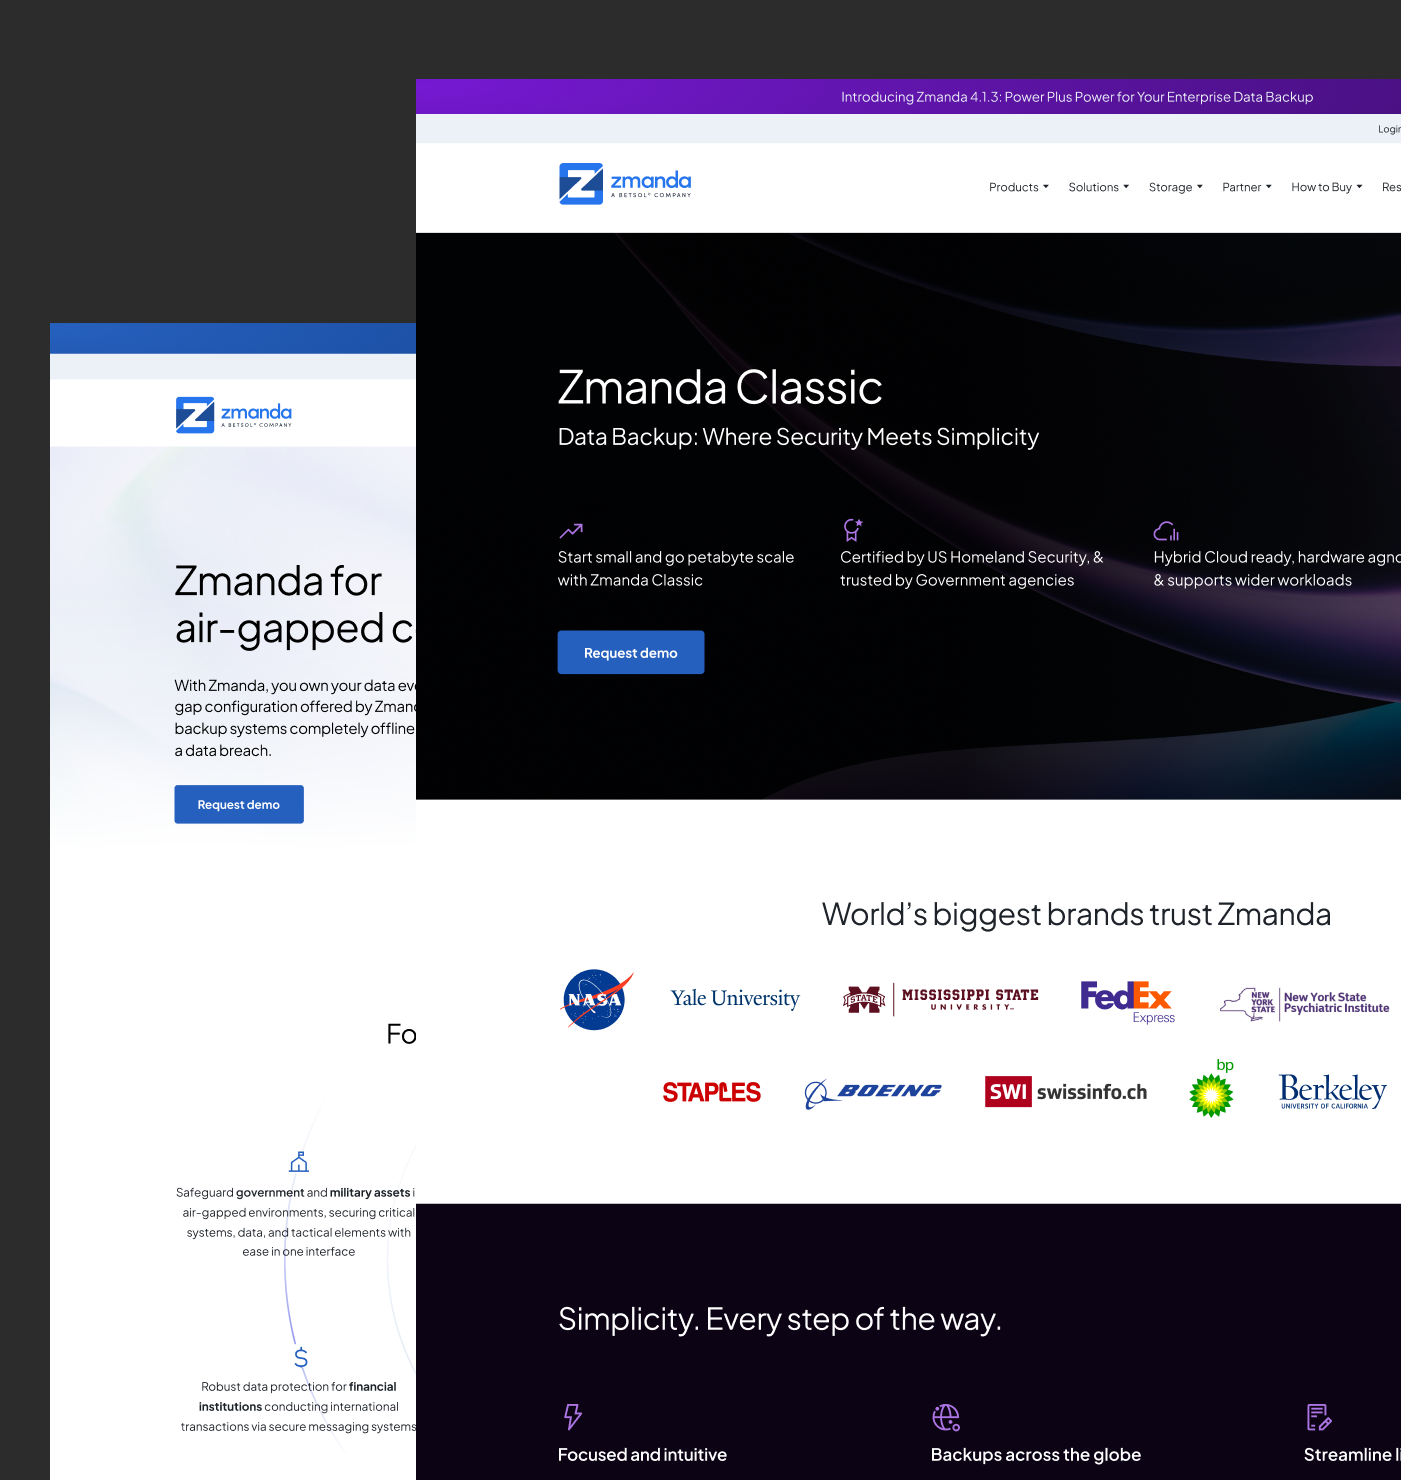 Introducing Zmanda 4.1.3: Power Plus Power for Your Enterprise Data Backup
Login
zmanda
A BETSOL® COMPANY
Products
Solutions
Storage
Partner
How to Buy
Res
Zmanda Classic
Data Backup: Where Security Meets Simplicity
Start small and go petabyte scale
with Zmanda Classic
Certified by US Homeland Security, &
trusted by Government agencies
Hybrid Cloud ready, hardware agno
& supports wider workloads
Request demo
World's biggest brands trust Zmanda
NASA
Yale University
STATE
MISSISSIPPI STATE
UNIVERSITY™
FedEx
Express
NEW
YORK
STATE
New York State
Psychiatric Institute
STAPLES
BOEING
SWI swissinfo.ch
bp
Berkeley
UNIVERSITY OF CALIFORNIA
Simplicity. Every step of the way.
Focused and intuitive
Backups across the globe
Streamline li
zmanda
A BETSOL® COMPANY
Zmanda for
air-gapped c
With Zmanda, you own your data eve
gap configuration offered by Zmand
backup systems completely offline
a data breach.
Request demo
Fo
Safeguard government and military assets i
air-gapped environments, securing critical
systems, data, and tactical elements with
ease in one interface
$
Robust data protection for financial
institutions conducting international
transactions via secure messaging systems